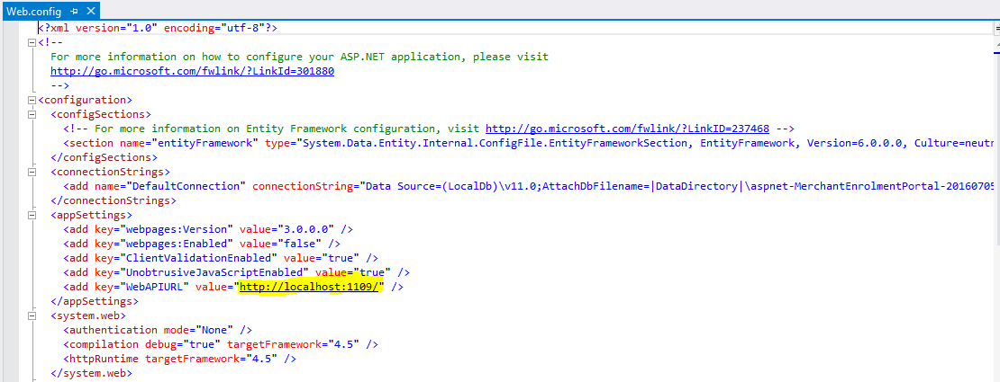 Web.config
<?xml version="1.0" encoding="utf-8"?>
<!--
For more information on how to configure your ASP.NET application, please visit
http://go.microsoft.com/fwlink/?LinkId=301880
-->
<configuration>
<configSections>
<!-- For more information on Entity Framework configuration, visit http://go.microsoft.com/fwlink/?LinkID=237468 -->
<section name="entityFramework" type="System.Data.Entity.Internal.ConfigFile.EntityFrameworkSection, EntityFramework, Version=6.0.0.0, Culture=neutr
</configSections>
<connectionStrings>
<add name="DefaultConnection" connectionString="Data Source=(LocalDb)\v11.0;AttachDbFilename=|DataDirectory|\aspnet-MerchantEnrolmentPortal-20160705
</connectionStrings>
<appSettings>
<add key="webpages:Version" value="3.0.0.0" />
<add key="webpages:Enabled" value="false" />
<add key="ClientValidationEnabled" value="true" />
<add key="UnobtrusiveJavaScriptEnabled" value="true" />
<add key="WebAPIURL" value="http://localhost:1109/" />
</appSettings>
<system.web>
<authentication mode="None" />
<compilation debug="true" targetFramework="4.5" />
<httpRuntime targetFramework="4.5" />
</system.web>